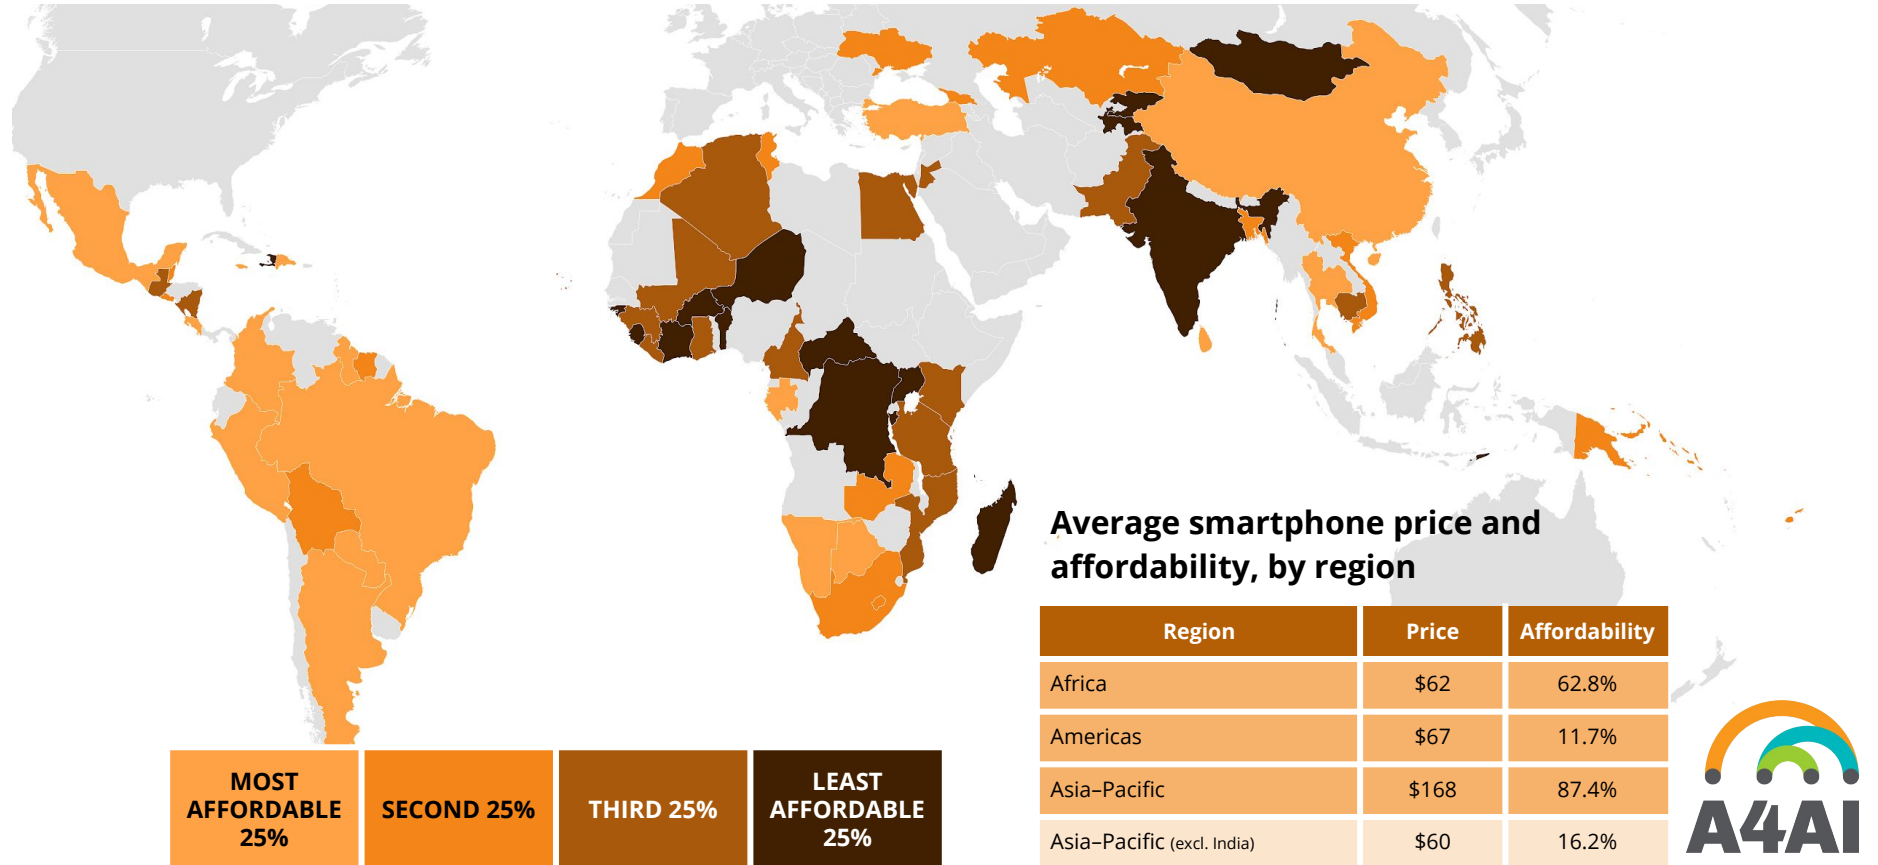 Average smartphone price and
affordability, by region
Region Price Affordability
Africa $62 62.8%
Americas $67 11.7%
Asia–Pacific $168 87.4%
Asia–Pacific (excl. India) $60 16.2%
MOST
AFFORDABLE
25%
SECOND 25%
THIRD 25%
LEAST
AFFORDABLE
25%
A4AI